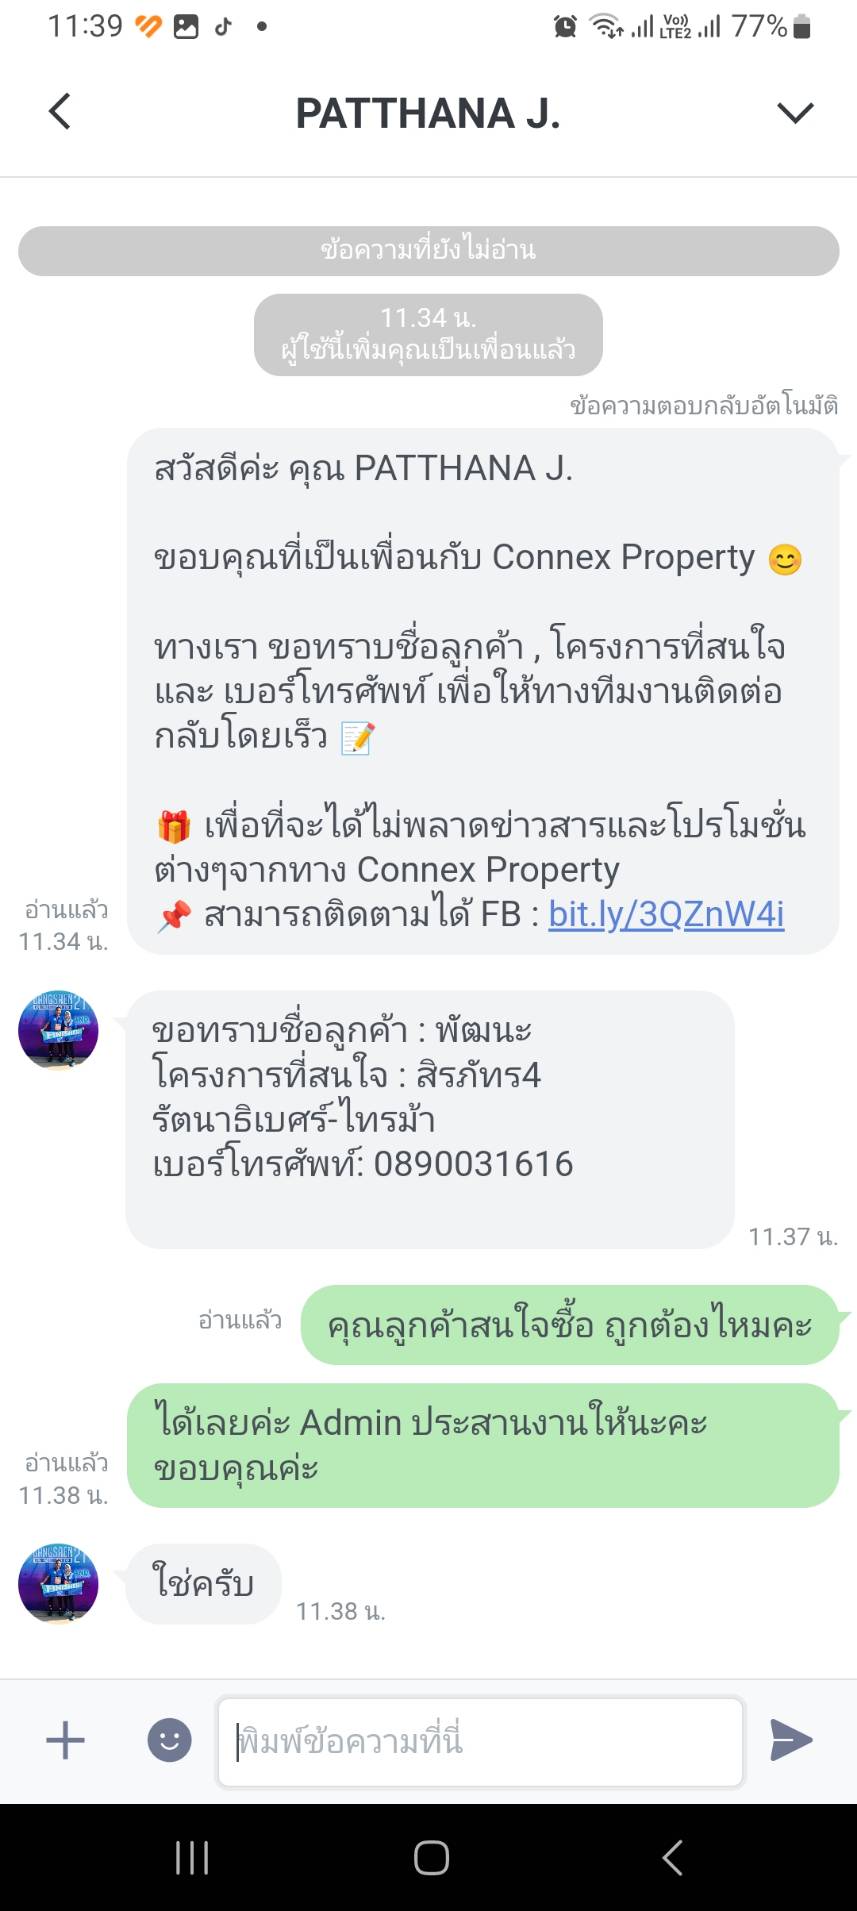 11:39
Vo))
LTE2
77%
PATTHANA J.
ข้อความที่ยังไม่อ่าน
11.34 น.
ผู้ใช้นี้เพิ่มคุณเป็นเพื่อนแล้ว
ข้อความตอบกลับอัตโนมัติ
สวัสดีค่ะ คุณ PATTHANA J.
ขอบคุณที่เป็นเพื่อนกับ Connex Property 😊
ทางเรา ขอทราบชื่อลูกค้า , โครงการที่สนใจ
และ เบอร์โทรศัพท์ เพื่อให้ทางทีมงานติดต่อ
กลับโดยเร็ว 📝
🎁 เพื่อที่จะได้ไม่พลาดข่าวสารและโปรโมชั่น
ต่างๆจากทาง Connex Property
📌 สามารถติดตามได้ FB : bit.ly/3QZnW4i
อ่านแล้ว
11.34 น.
ขอทราบชื่อลูกค้า : พัฒนะ
โครงการที่สนใจ : สิรภัทร4
รัตนาธิเบศร์-ไทรม้า
เบอร์โทรศัพท์: 0890031616
11.37 น.
อ่านแล้ว
คุณลูกค้าสนใจซื้อ ถูกต้องไหมคะ
ได้เลยค่ะ Admin ประสานงานให้นะคะ
ขอบคุณค่ะ
อ่านแล้ว
11.38 น.
ใช่ครับ
11.38 น.
พิมพ์ข้อความที่นี่